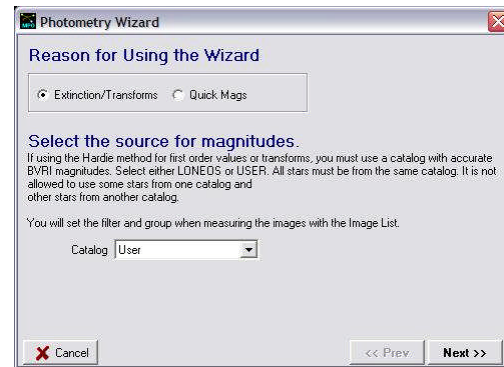 Photometry Wizard
Reason for Using the Wizard
Extinction/Transforms Quick Mags
Select the source for magnitudes.
If using the Hardie method for first order values or transforms, you must use a catalog with accurate
BVRI magnitudes. Select either LONEOS or USER. All stars must be from the same catalog. It is not
allowed to use some stars from one catalog and
other stars from another catalog.
You will set the filter and group when measuring the images with the Image List.
Catalog User
Cancel << Prev Next >>